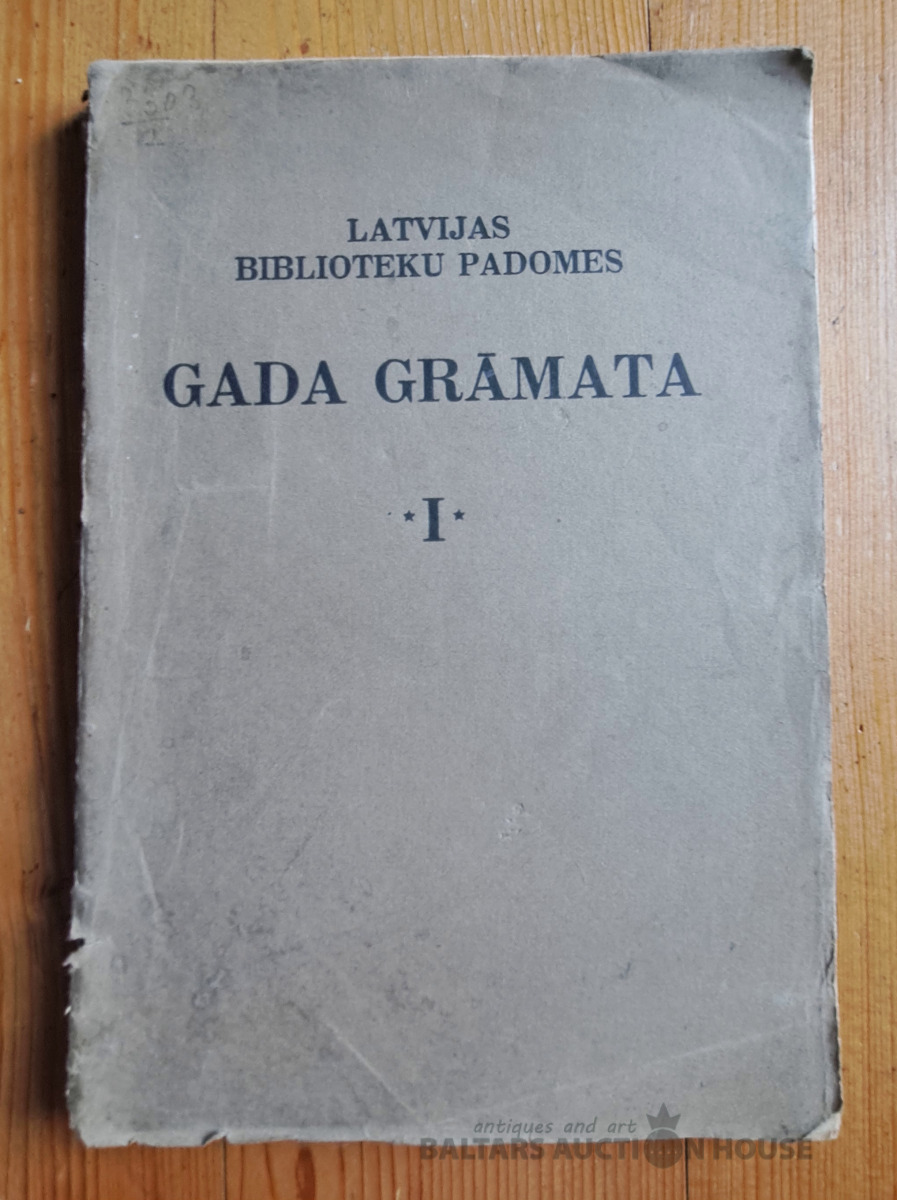 LATVIJAS
BIBLIOTEKU PADOMES
GADA GRĀMATA
★ I ★
antiques and art
BALTARS AUCTION HOUSE